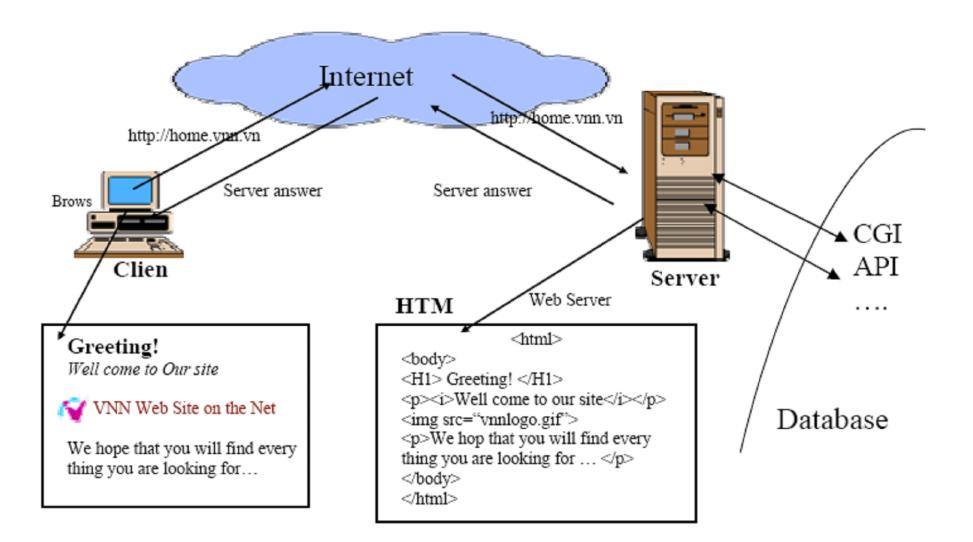 Internet
http://home.vnn.vn
http://home.vnn.vn
Brows
Server answer
Server answer
Clien
Server
CGI
API
….
Web Server
HTM
Database
Greeting!
Well come to Our site
VNN Web Site on the Net
We hope that you will find every
thing you are looking for…
<html>
<body>
<H1> Greeting! </H1>
<p><i>Well come to our site</i></p>
<img src=“vnnlogo.gif”>
<p>We hop that you will find every
thing you are looking for … </p>
</body>
</html>